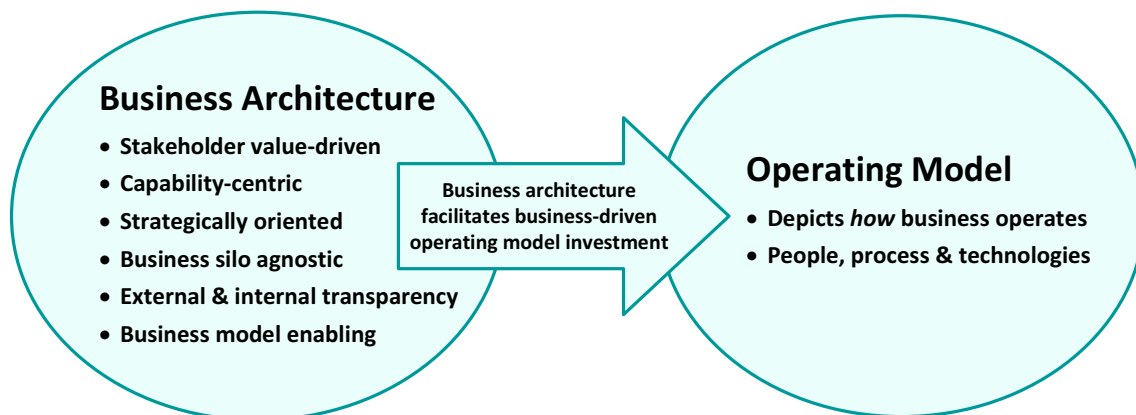 Business Architecture
• Stakeholder value-driven
• Capability-centric
• Strategically oriented
• Business silo agnostic
• External & internal transparency
• Business model enabling
Business architecture
facilitates business-driven
operating model investment
Operating Model
• Depicts how business operates
• People, process & technologies